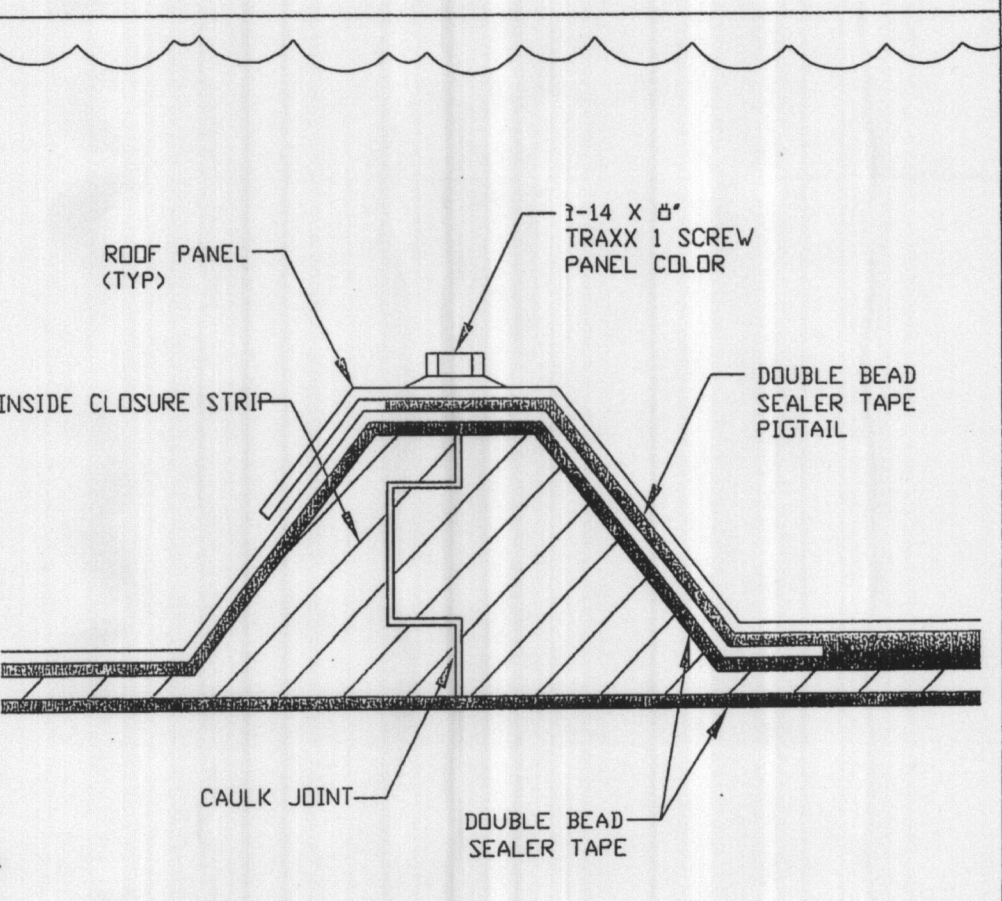 -14 X
TRAXX 1 SCREW
PANEL COLOR
ROOF PANEL
(TYP)
INSIDE CLOSURE STRIP
DOUBLE BEAD
SEALER TAPE
PIGTAIL
CAULK JOINT
DOUBLE BEAD
SEALER TAPE